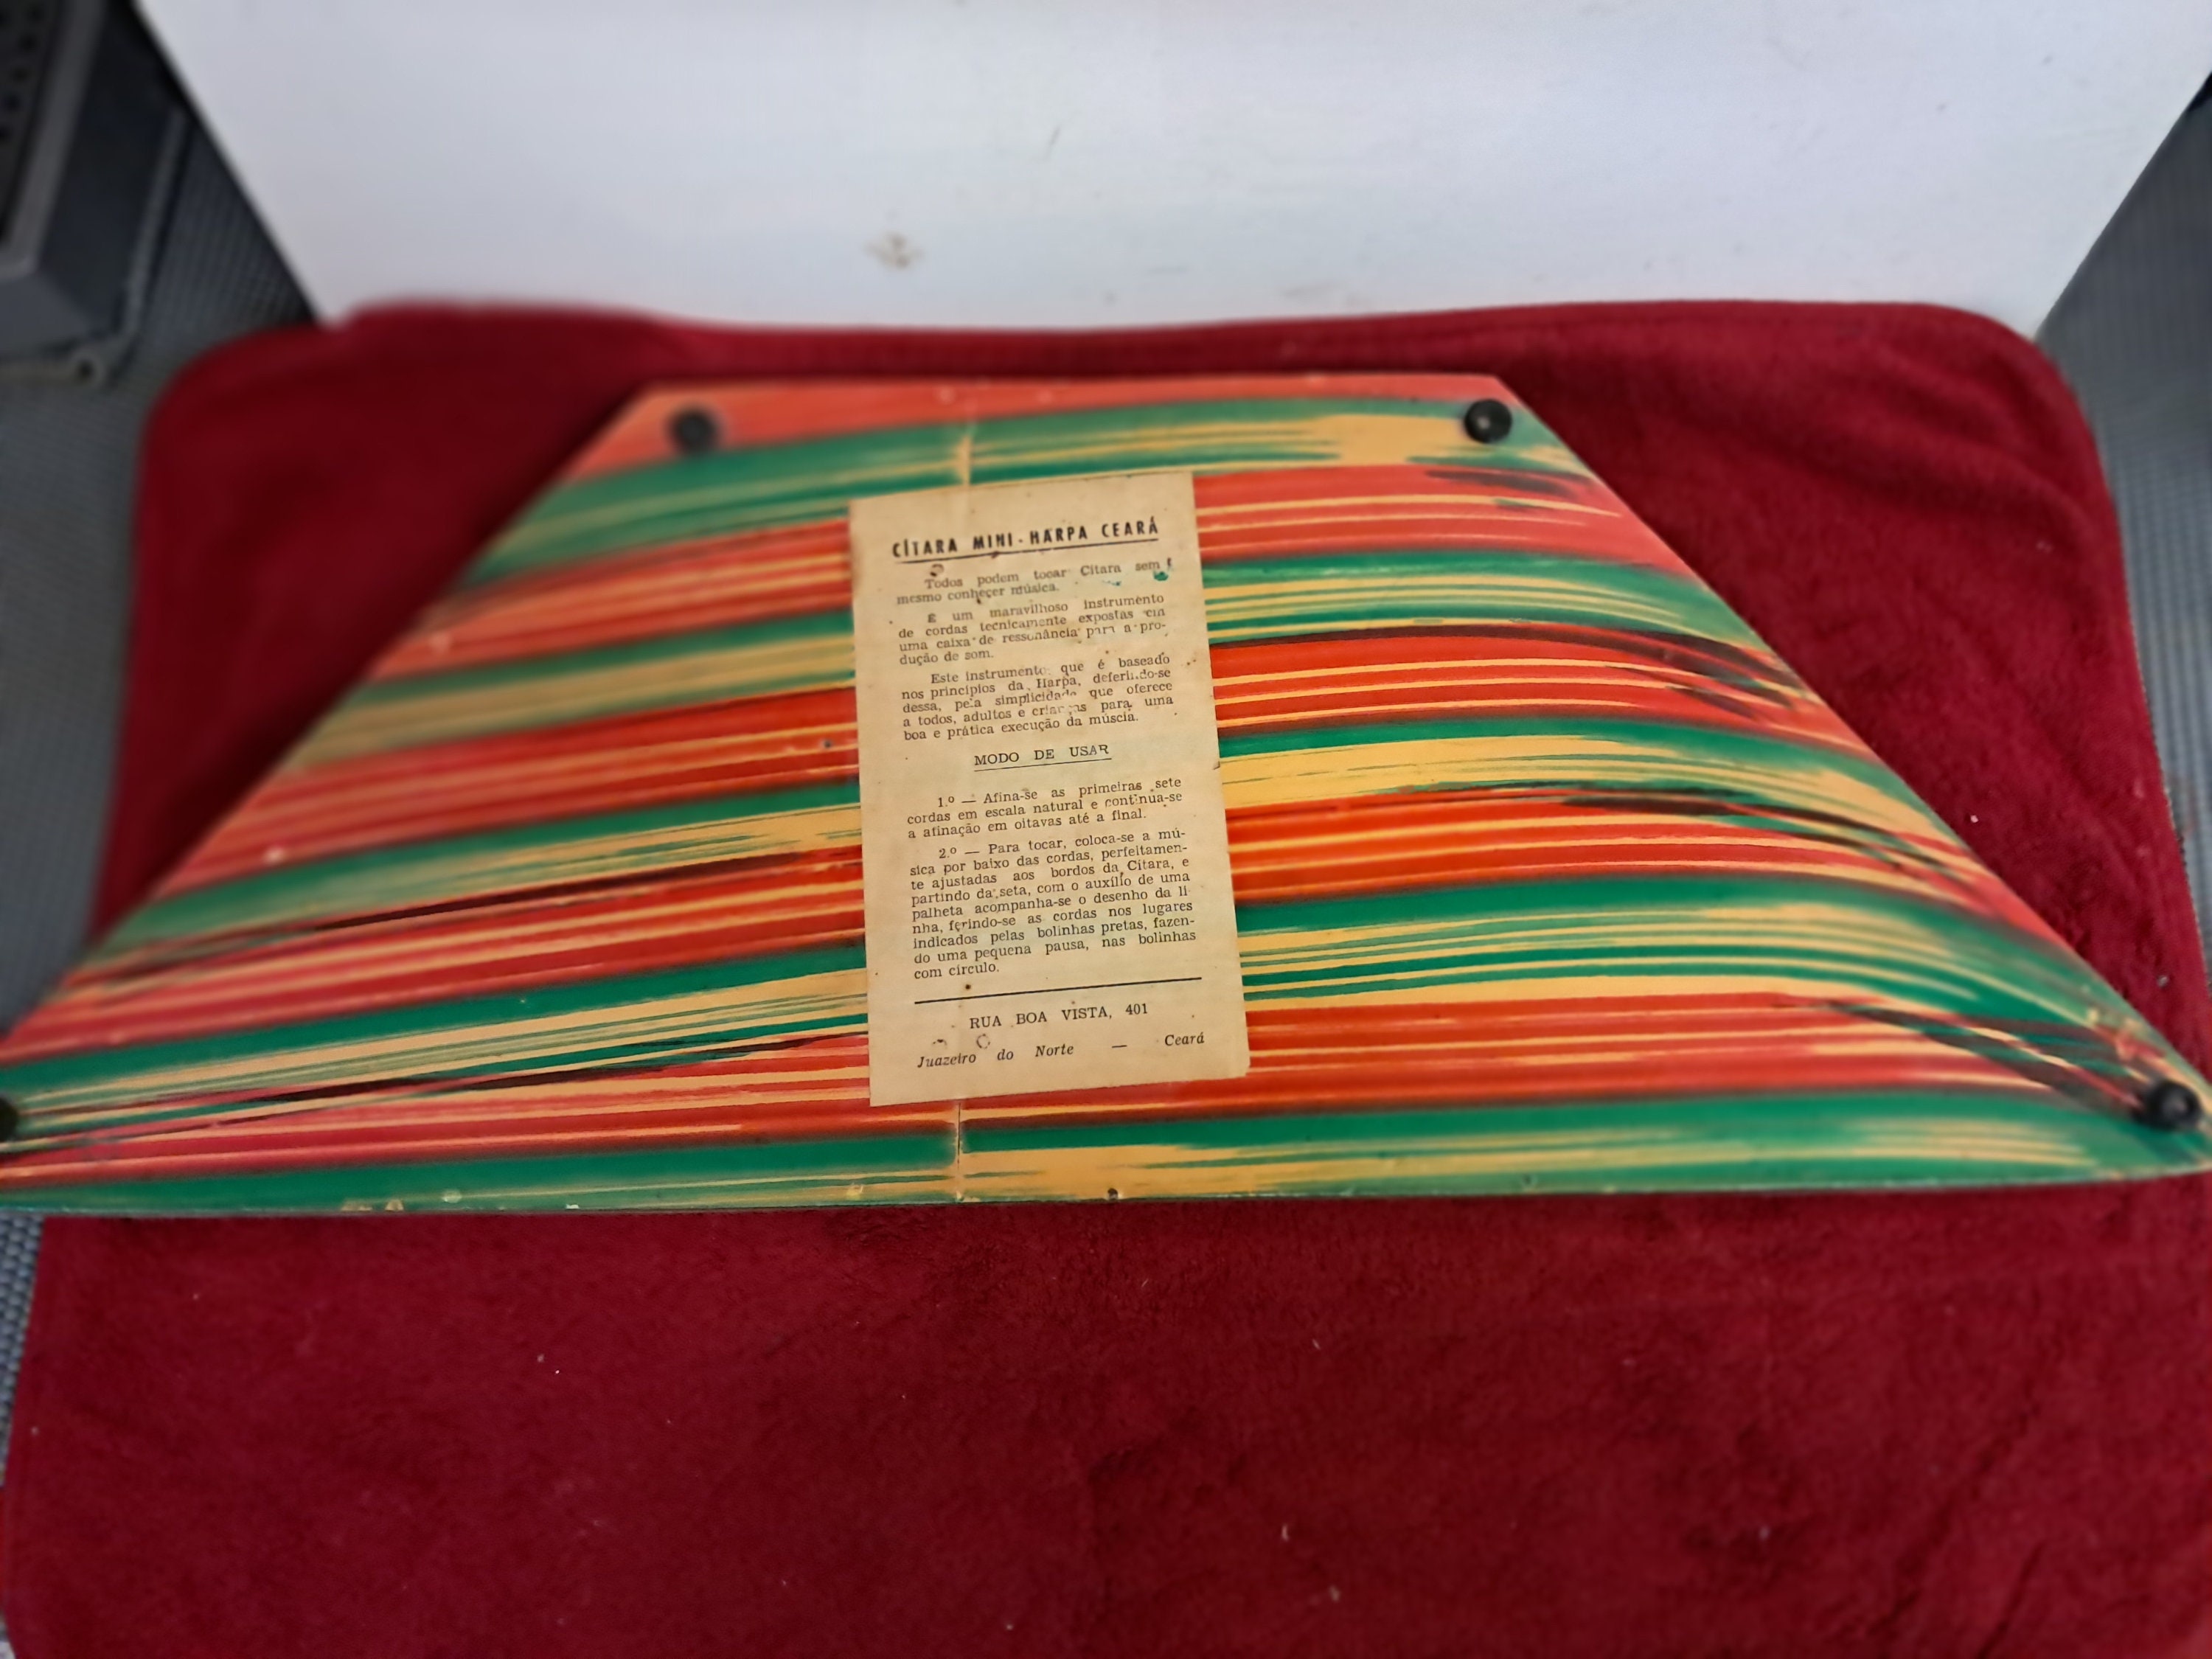 CÍTARA MINI-HARPA CEARÁ
Todos podem tocar Cítara sem
mesmo conhecer música.
É um maravilhoso instrumento
de cordas tecnicamente expostas em
uma caixa de ressonância para a pro-
dução de som.
Este instrumento que é baseado
nos princípios da Harpa, deferindo-se
dessa, pela simplicidade que oferece
a todos, adultos e crianças para uma
boa e prática execução da múscia.
MODO DE USAR
1.º — Afina-se as primeiras sete
cordas em escala natural e continua-se
a afinação em oitavas até a final.
2.º — Para tocar, coloca-se a mú-
sica por baixo das cordas, perfeitamen-
te ajustadas aos bordos da Cítara, e
partindo da seta, com o auxílio de uma
palheta acompanha-se o desenho da li
nha, ferindo-se as cordas nos lugares
indicados pelas bolinhas pretas, fazen-
do uma pequena pausa, nas bolinhas
com círculo.
RUA BOA VISTA, 401
Juazeiro do Norte — Ceará